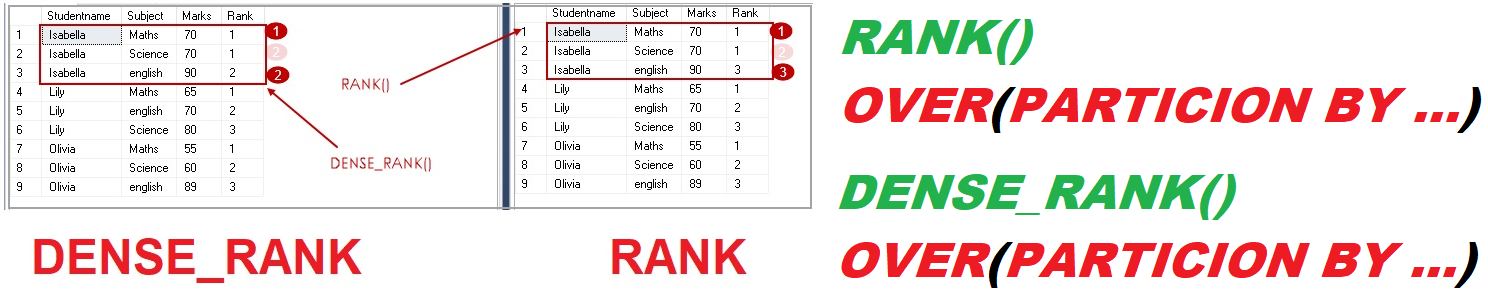 Studentname Subject Marks Rank
1 Isabella Maths 70 1 1
2 Isabella Science 70 1 2
3 Isabella english 90 2 2
4 Lily Maths 65 1
5 Lily english 70 2
6 Lily Science 80 3
7 Olivia Maths 55 1
8 Olivia Science 60 2
9 Olivia english 89 3
RANK()
DENSE_RANK()
Studentname Subject Marks Rank
1 Isabella Maths 70 1 1
2 Isabella Science 70 1 2
3 Isabella english 90 3 3
4 Lily Maths 65 1
5 Lily english 70 2
6 Lily Science 80 3
7 Olivia Maths 55 1
8 Olivia Science 60 2
9 Olivia english 89 3
DENSE_RANK
RANK
RANK()
OVER(PARTICION BY ...)
DENSE_RANK()
OVER(PARTICION BY ...)